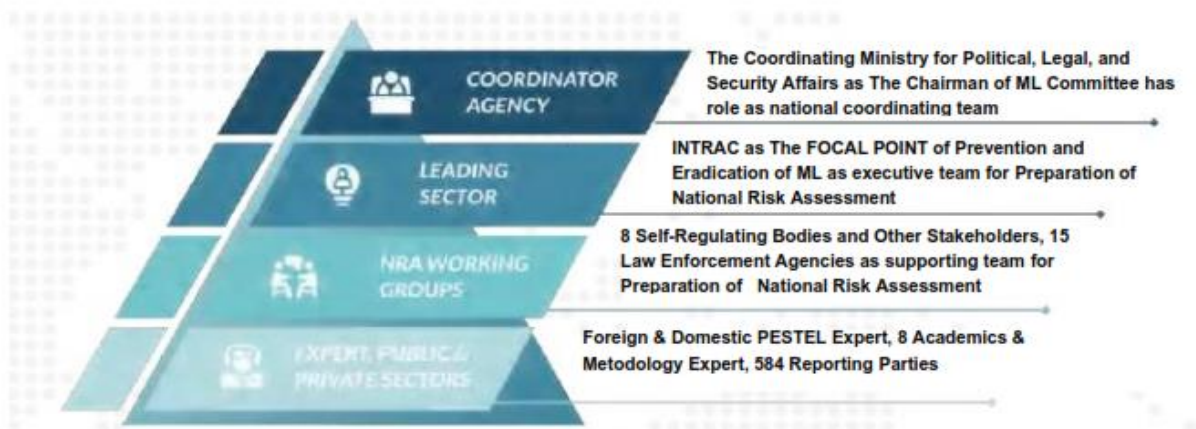 COORDINATOR
AGENCY
The Coordinating Ministry for Political, Legal, and
Security Affairs as The Chairman of ML Committee has
role as national coordinating team
LEADING
SECTOR
INTRAC as The FOCAL POINT of Prevention and
Eradication of ML as executive team for Preparation of
National Risk Assessment
NRA WORKING
GROUPS
8 Self-Regulating Bodies and Other Stakeholders, 15
Law Enforcement Agencies as supporting team for
Preparation of National Risk Assessment
EXPERT, PUBLIC &
PRIVATE SECTORS
Foreign & Domestic PESTEL Expert, 8 Academics &
Metodology Expert, 584 Reporting Parties